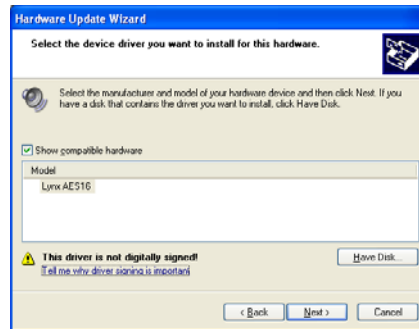 Hardware Update Wizard
Select the device driver you want to install for this hardware.
Select the manufacturer and model of your hardware device and then click Next. If you
have a disk that contains the driver you want to install, click Have Disk.
Show compatible hardware
Model
Lynx AES16
This driver is not digitally signed!
Have Disk...
Tell me why driver signing is important
< Back
Next >
Cancel